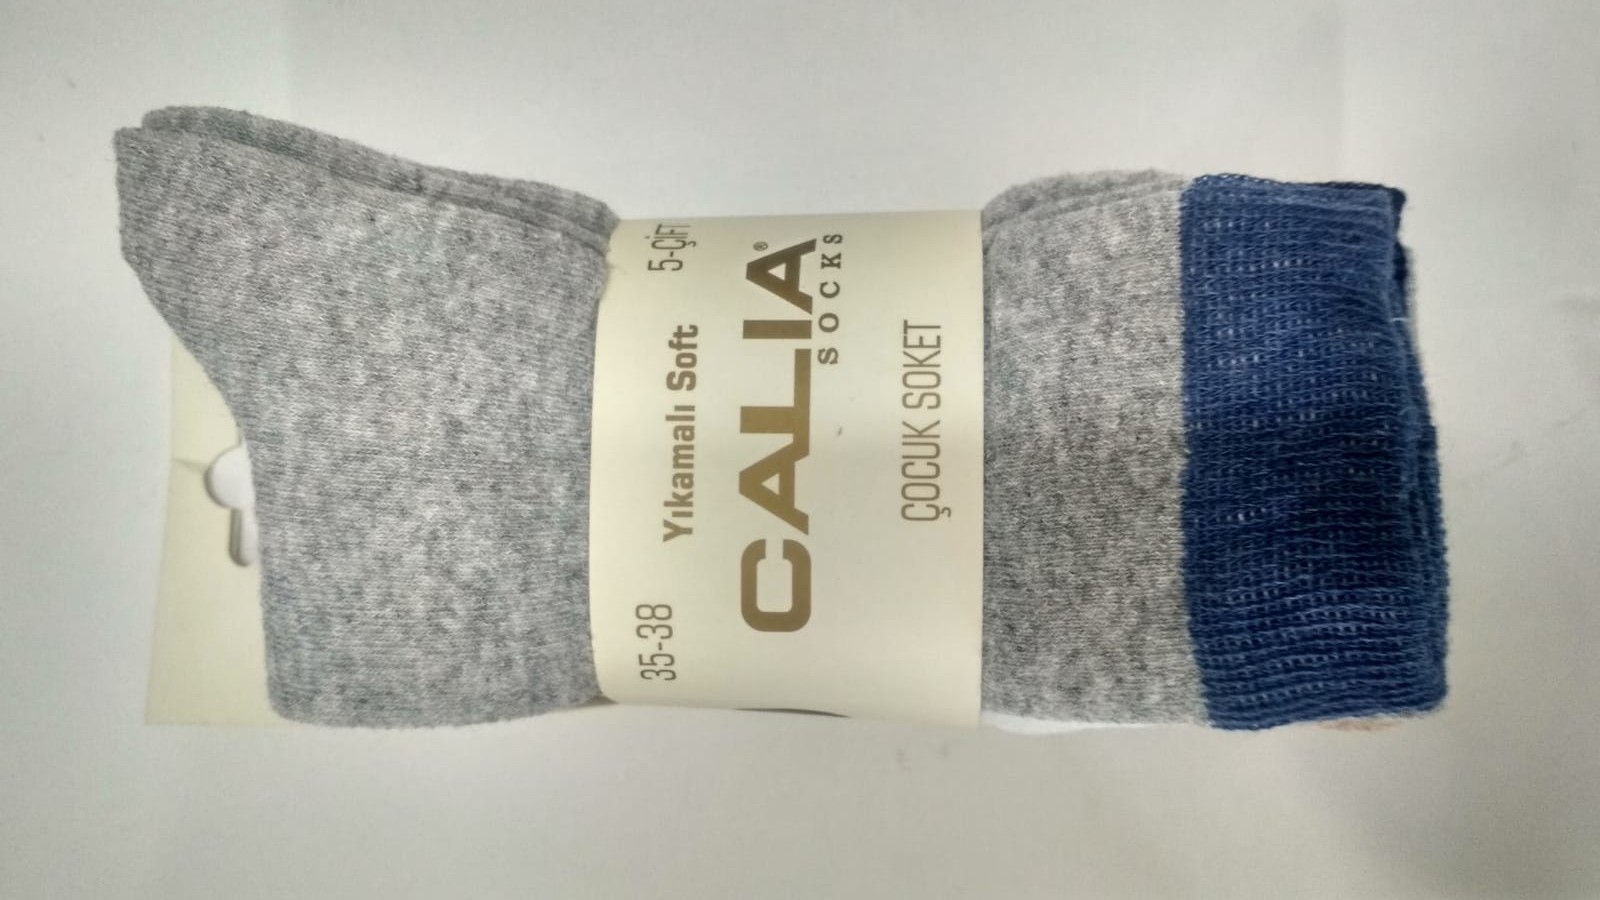 35-38
5-ÇİFT
Yıkamalı Soft
CALIA®
SOCKS
ÇOCUK SOKET